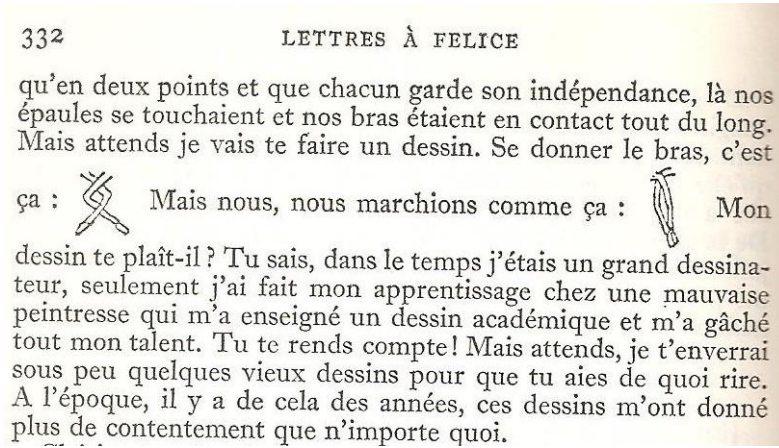 332 LETTRES À FELICE
qu'en deux points et que chacun garde son indépendance, là nos
épaules se touchaient et nos bras étaient en contact tout du long.
Mais attends je vais te faire un dessin. Se donner le bras, c'est
ça : Mais nous, nous marchions comme ça : Mon
dessin te plaît-il ? Tu sais, dans le temps j'étais un grand dessina-
teur, seulement j'ai fait mon apprentissage chez une mauvaise
peintresse qui m'a enseigné un dessin académique et m'a gâché
tout mon talent. Tu te rends compte! Mais attends, je t'enverrai
sous peu quelques vieux dessins pour que tu aies de quoi rire.
A l'époque, il y a de cela des années, ces dessins m'ont donné
plus de contentement que n'importe quoi.